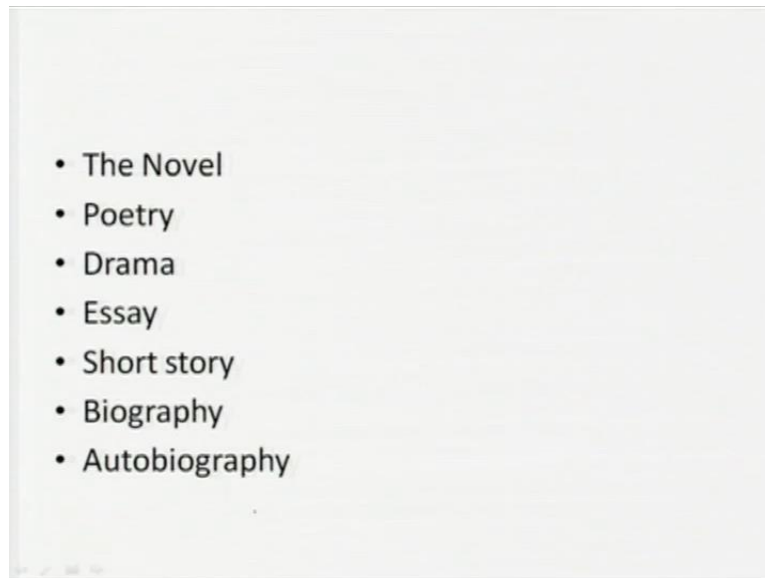 • The Novel
• Poetry
• Drama
• Essay
• Short story
• Biography
• Autobiography